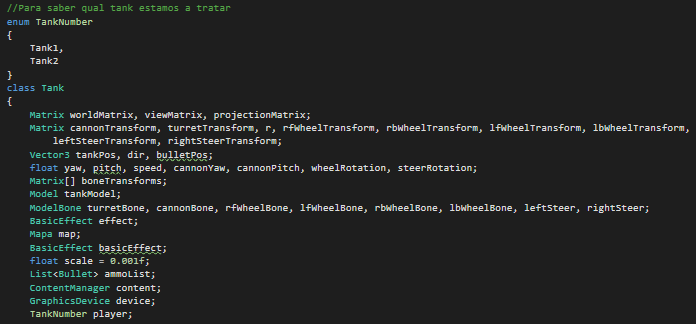 //Para saber qual tank estamos a tratar
enum TankNumber
{
Tank1,
Tank2
}
class Tank
{
Matrix worldMatrix, viewMatrix, projectionMatrix;
Matrix cannonTransform, turretTransform, r, rfWheelTransform, rbWheelTransform, lfWheelTransform, lbWheelTransform,
leftSteerTransform, rightSteerTransform;
Vector3 tankPos, dir, bulletPos;
float yaw, pitch, speed, cannonYaw, cannonPitch, wheelRotation, steerRotation;
Matrix[] boneTransforms;
Model tankModel;
ModelBone turretBone, cannonBone, rfWheelBone, lfWheelBone, rbWheelBone, lbWheelBone, leftSteer, rightSteer;
BasicEffect effect;
Mapa map;
BasicEffect basicEffect;
float scale = 0.001f;
List<Bullet> ammoList;
ContentManager content;
GraphicsDevice device;
TankNumber player;